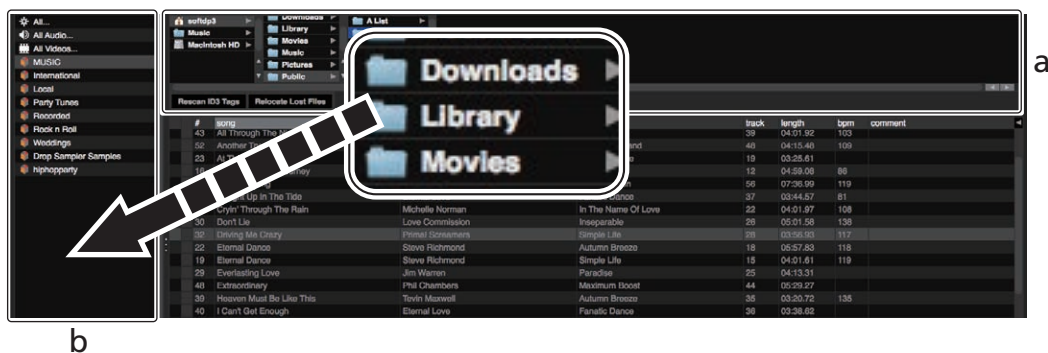 All...
All Audio...
All Videos...
MUSIC
International
Local
Party Tunes
Recorded
Rock n Roll
Weddings
Drop Sampler Samples
hiphopparty
softdp3
Music
Macintosh HD
Downloads
Library
Movies
Music
Pictures
Public
A List
Rescan ID3 Tags Relocate Lost Files
Downloads
Library
Movies
a
# song track length bpm comment
43 All Through The 39 04:01.92 103
52 Another 48 04:15.48 109
23 19 03:25.61
12 04:59.08 86
56 07:36.99 119
Up In The Tide Dance 37 03:44.57 81
Cryin' Through The Rain Michelle Norman In The Name Of Love 22 04:01.97 108
30 Don't Lie Love Commission Inseparable 26 05:01.58 138
32 Driving Me Crazy Primal Screamers Simple Life 28 03:56.93 117
22 Eternal Dance Steve Richmond Autumn Breeze 18 05:57.83 118
19 Eternal Dance Steve Richmond Simple Life 15 04:01.61 119
29 Everlasting Love Jim Warren Paradise 25 04:13.31
48 Extraordinary Phil Chambers Maximum Boost 44 05:29.27
39 Heaven Must Be Like This Tevin Maxwell Autumn Breeze 35 03:20.72 135
40 I Can't Get Enough Eternal Love Fanatic Dance 36 03:38.62
b